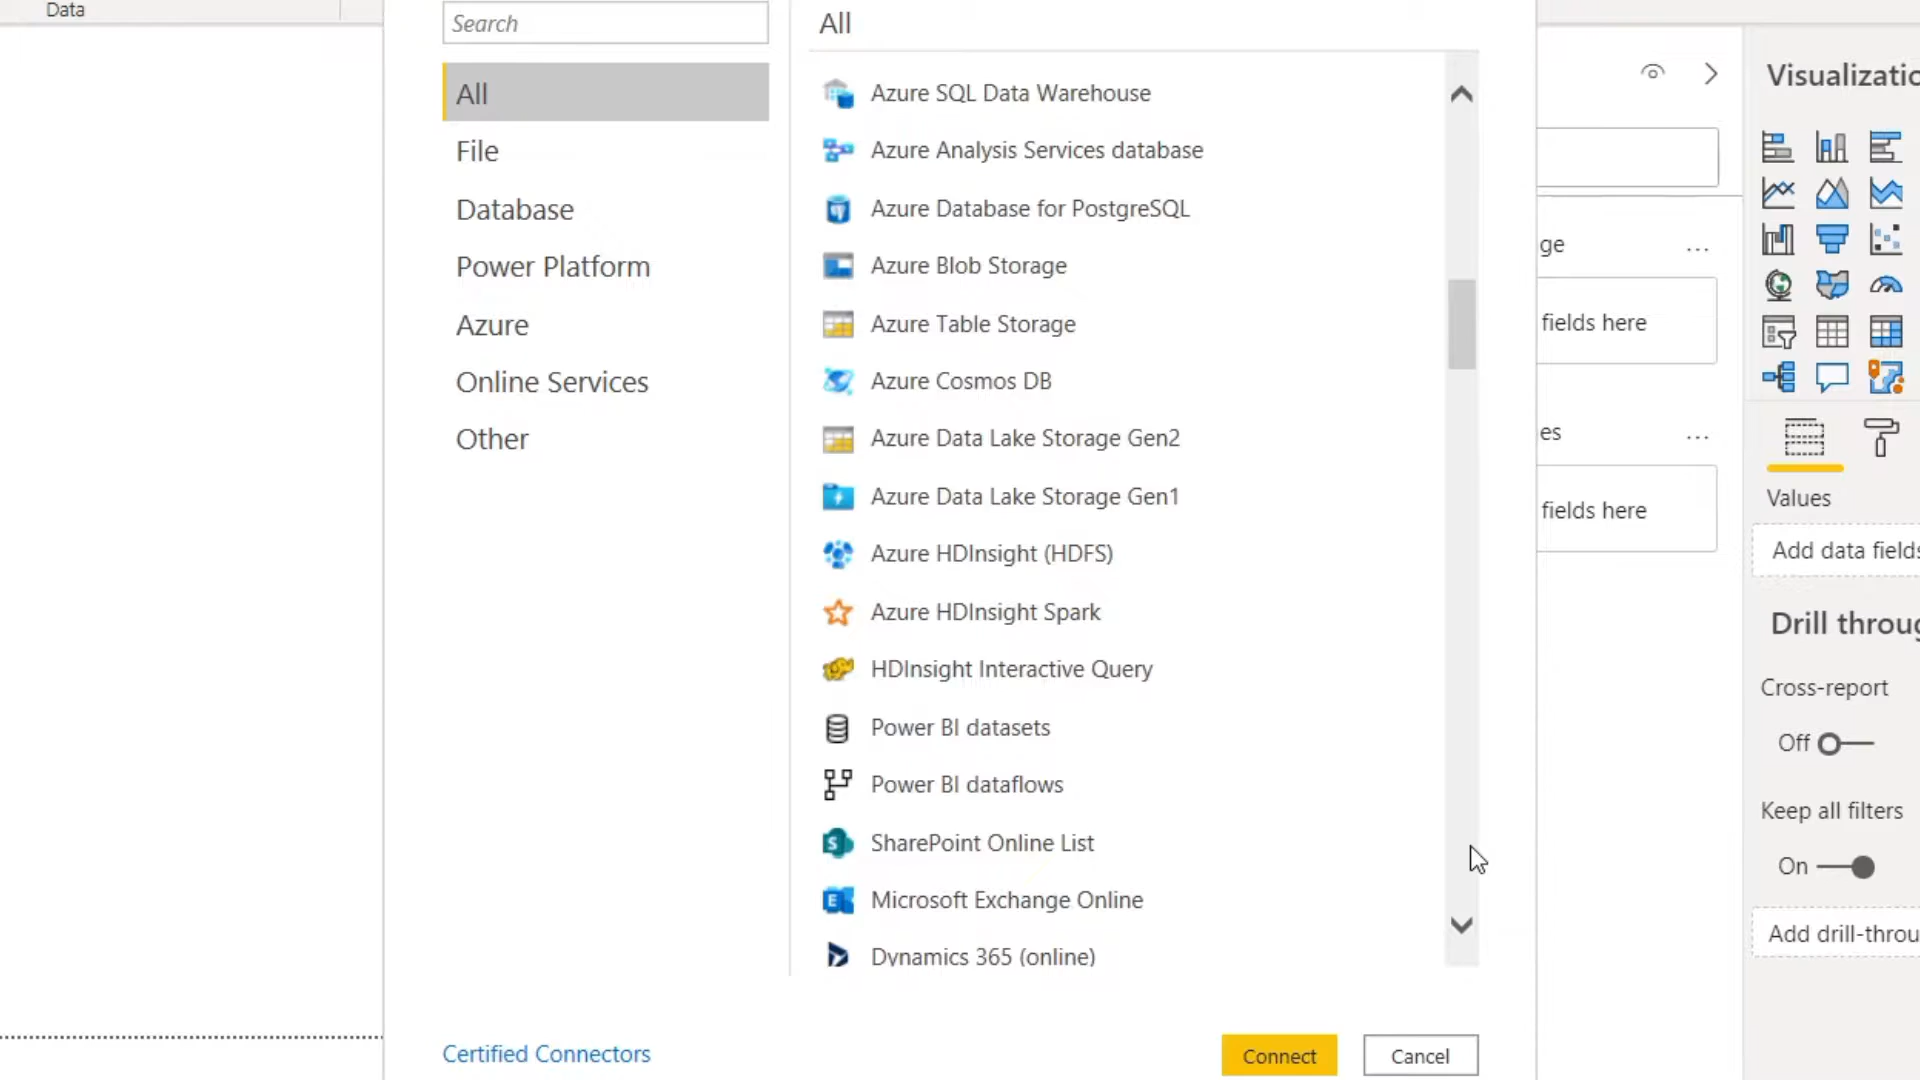 Data
Search
All
File
Database
Power Platform
Azure
Online Services
Other
All
Azure SQL Data Warehouse
Azure Analysis Services database
Azure Database for PostgreSQL
Azure Blob Storage
Azure Table Storage
Azure Cosmos DB
Azure Data Lake Storage Gen2
Azure Data Lake Storage Gen1
Azure HDInsight (HDFS)
Azure HDInsight Spark
HDInsight Interactive Query
Power BI datasets
Power BI dataflows
SharePoint Online List
Microsoft Exchange Online
Dynamics 365 (online)
Certified Connectors
Connect
Cancel
ge
...
fields here
es
...
fields here
Visualizatio
Values
Add data fields
Drill throug
Cross-report
Off
Keep all filters
On
Add drill-throu